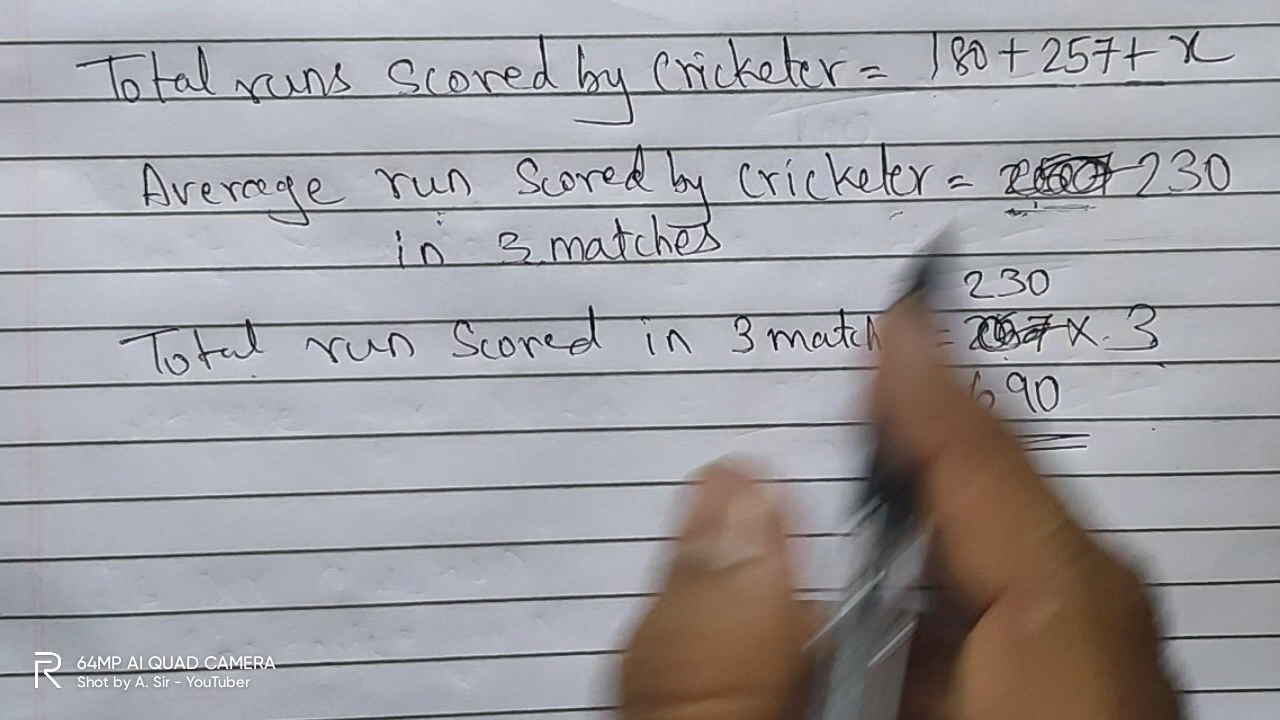 Total runs scored by cricketer = 180 + 257 + x
Average run scored by cricketer = 230
in 3 matches
230
Total run scored in 3 match = x 3
690
64MP AI QUAD CAMERA
Shot by A. Sir - YouTuber